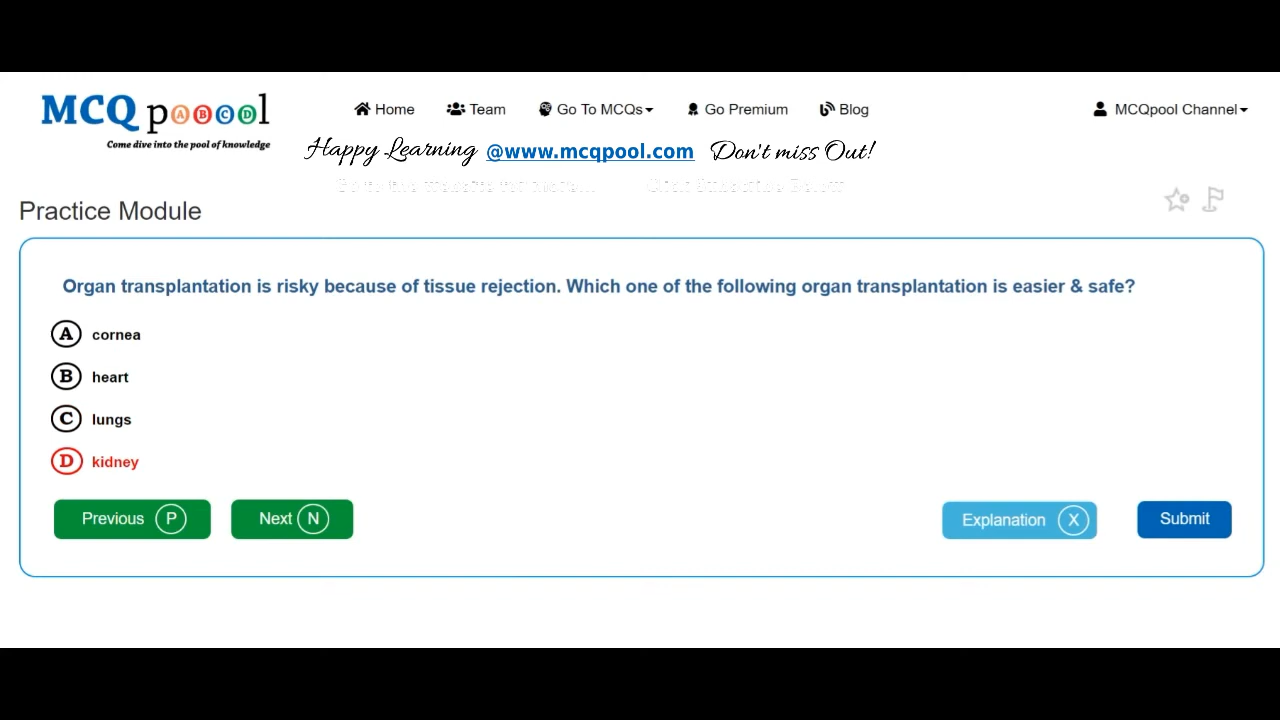 MCQ pooool
Come dive into the pool of knowledge
Home Team Go To MCQs Go Premium Blog MCQpool Channel
Happy Learning @www.mcqpool.com Don't miss Out!
Practice Module
Organ transplantation is risky because of tissue rejection. Which one of the following organ transplantation is easier & safe?
A cornea
B heart
C lungs
D kidney
Previous P Next N Explanation X Submit